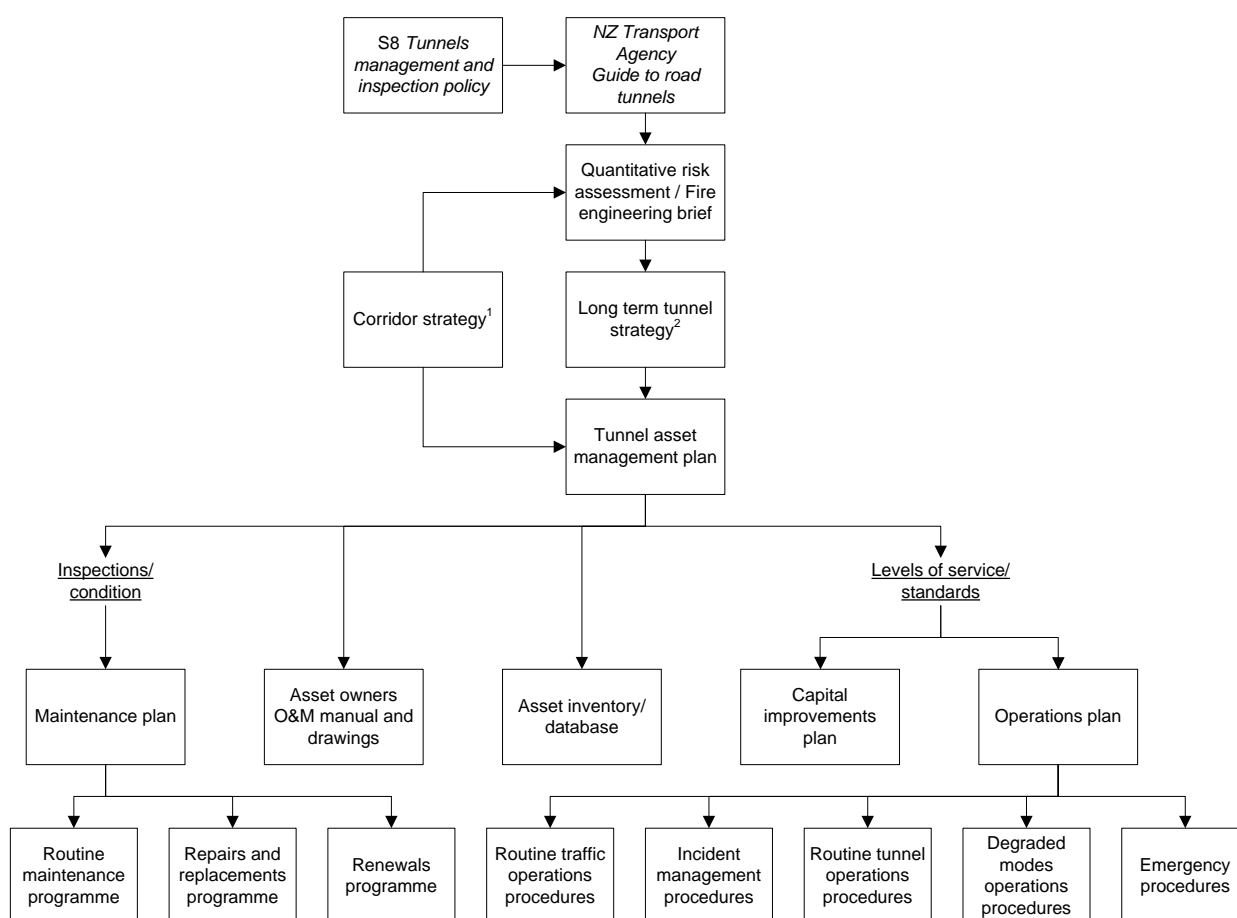 S8 Tunnels
management and
inspection policy
NZ Transport
Agency
Guide to road
tunnels
Quantitative risk
assessment / Fire
engineering brief
Corridor strategy1
Long term tunnel
strategy2
Tunnel asset
management plan
Inspections/
condition
Levels of service/
standards
Maintenance plan
Asset owners
O&M manual and
drawings
Asset inventory/
database
Capital
improvements
plan
Operations plan
Routine
maintenance
programme
Repairs and
replacements
programme
Renewals
programme
Routine traffic
operations
procedures
Incident
management
procedures
Routine tunnel
operations
procedures
Degraded
modes
operations
procedures
Emergency
procedures